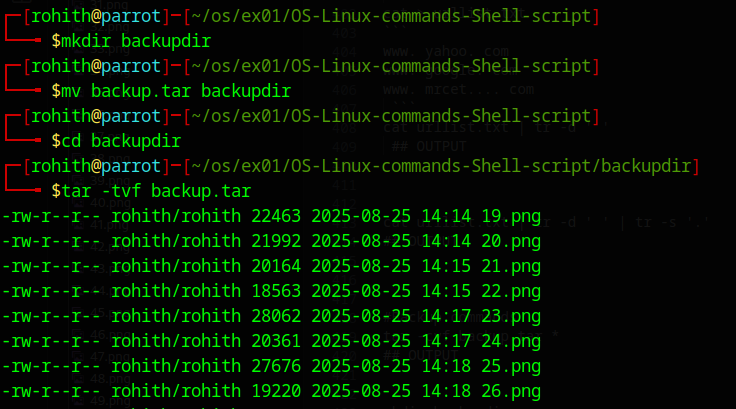 ┌─[rohith@parrot]─[~/os/ex01/OS-Linux-commands-Shell-script]
└──╼ $mkdir backupdir
┌─[rohith@parrot]─[~/os/ex01/OS-Linux-commands-Shell-script]
└──╼ $mv backup.tar backupdir
┌─[rohith@parrot]─[~/os/ex01/OS-Linux-commands-Shell-script]
└──╼ $cd backupdir
┌─[rohith@parrot]─[~/os/ex01/OS-Linux-commands-Shell-script/backupdir]
└──╼ $tar -tvf backup.tar
-rw-r--r-- rohith/rohith 22463 2025-08-25 14:14 19.png
-rw-r--r-- rohith/rohith 21992 2025-08-25 14:14 20.png
-rw-r--r-- rohith/rohith 20164 2025-08-25 14:15 21.png
-rw-r--r-- rohith/rohith 18563 2025-08-25 14:15 22.png
-rw-r--r-- rohith/rohith 28062 2025-08-25 14:17 23.png
-rw-r--r-- rohith/rohith 20361 2025-08-25 14:17 24.png
-rw-r--r-- rohith/rohith 27676 2025-08-25 14:18 25.png
-rw-r--r-- rohith/rohith 19220 2025-08-25 14:18 26.png